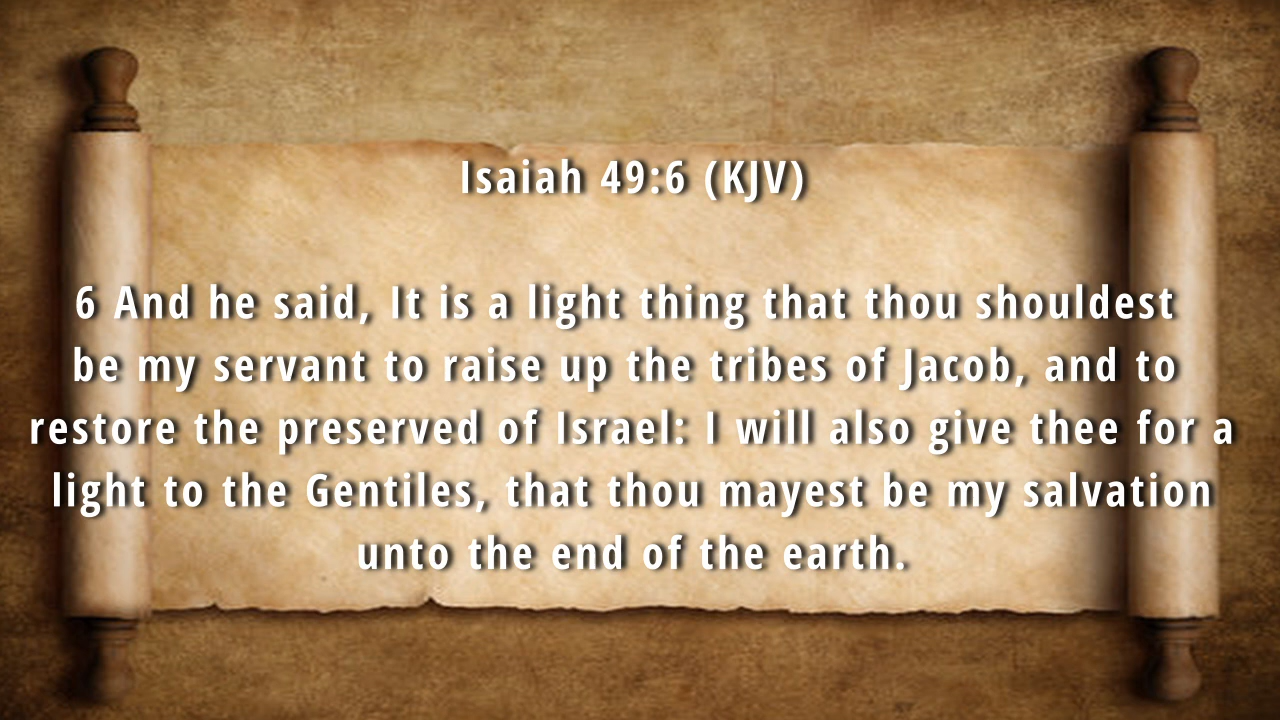 Isaiah 49:6 (KJV)
6 And he said, It is a light thing that thou shouldest
be my servant to raise up the tribes of Jacob, and to
restore the preserved of Israel: I will also give thee for a
light to the Gentiles, that thou mayest be my salvation
unto the end of the earth.